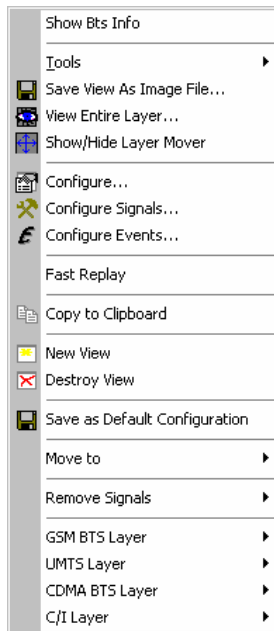 Show Bts Info
Tools
Save View As Image File...
View Entire Layer...
Show/Hide Layer Mover
Configure...
Configure Signals...
Configure Events...
Fast Replay
Copy to Clipboard
New View
Destroy View
Save as Default Configuration
Move to
Remove Signals
GSM BTS Layer
UMTS Layer
CDMA BTS Layer
C/I Layer